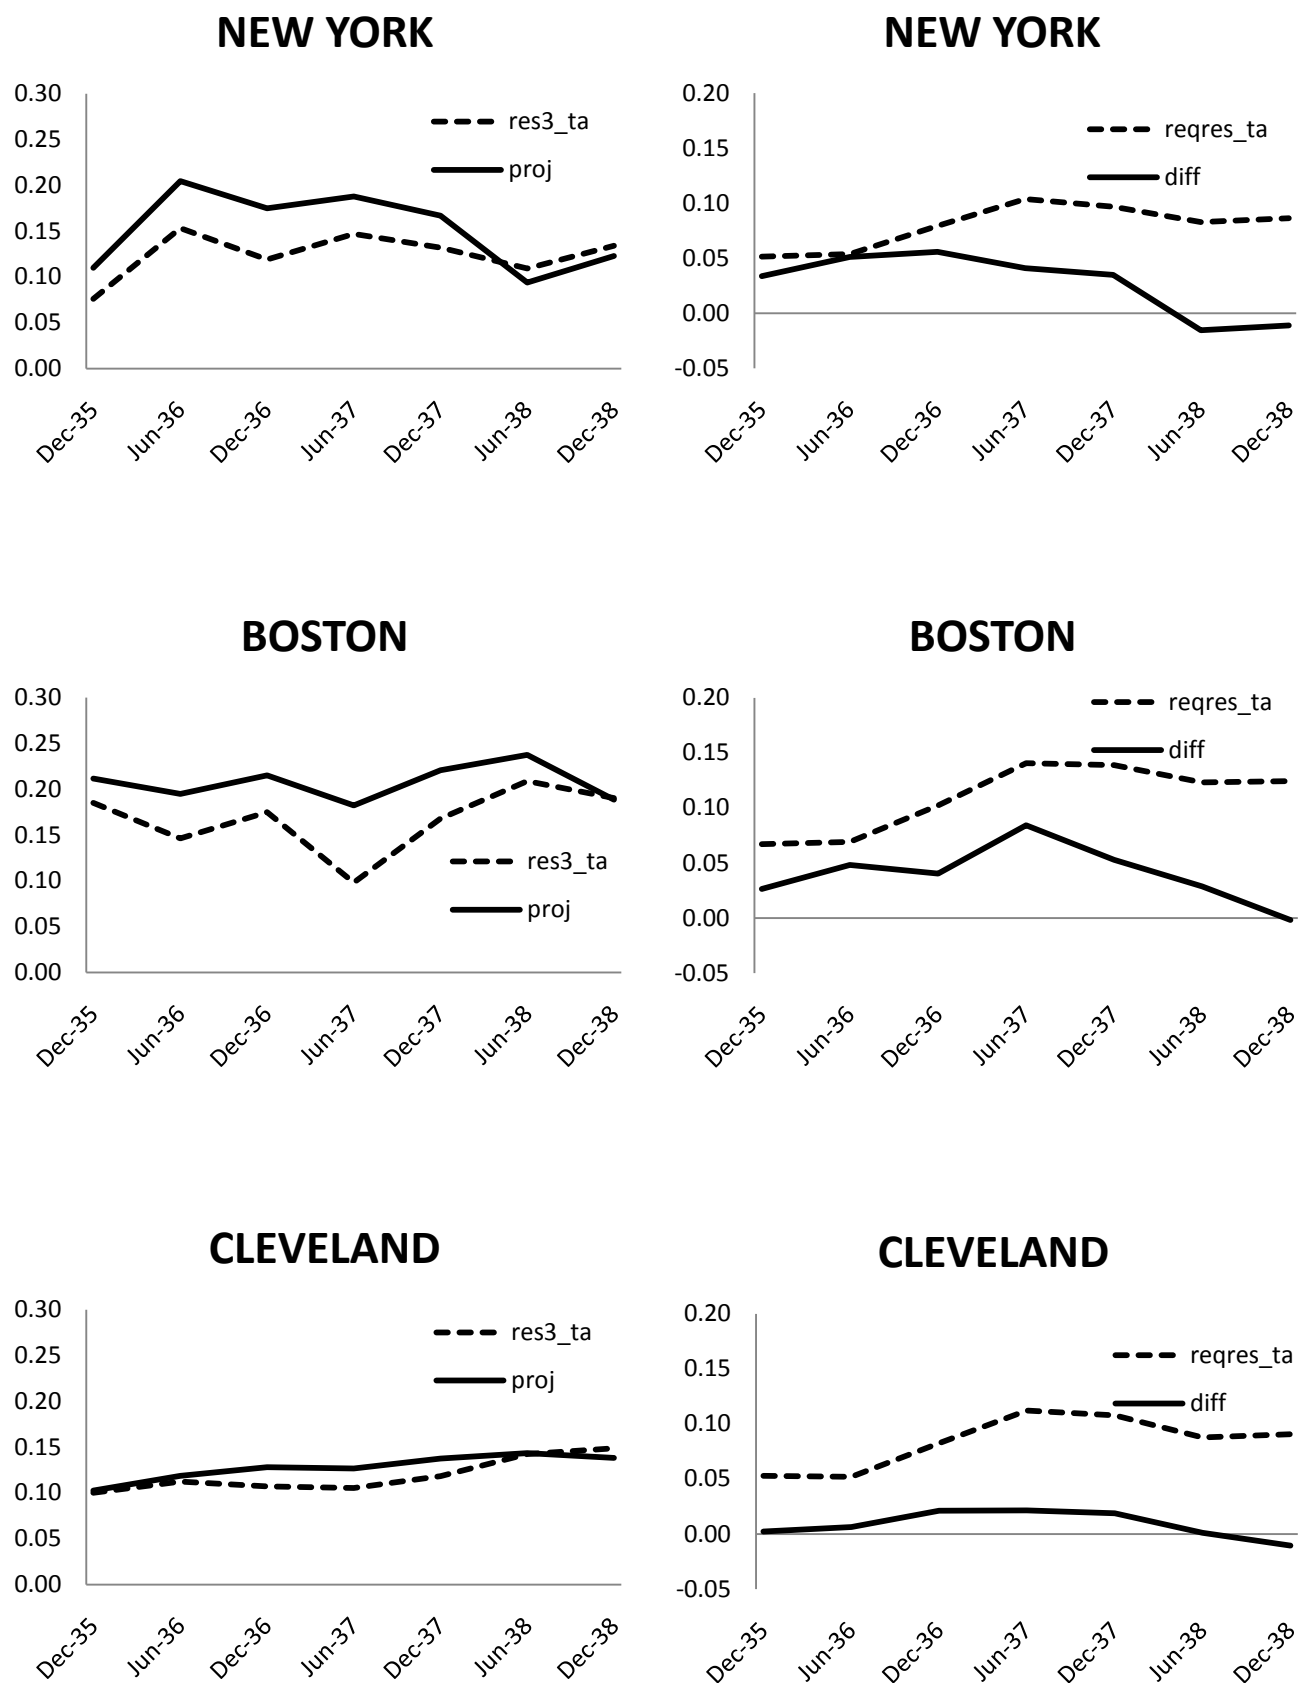 NEW YORK
0.30
0.25
0.20
0.15
0.10
0.05
0.00
res3_ta
proj
Dec-35
Jun-36
Dec-36
Jun-37
Dec-37
Jun-38
Dec-38
NEW YORK
0.20
0.15
0.10
0.05
0.00
-0.05
reqres_ta
diff
Dec-35
Jun-36
Dec-36
Jun-37
Dec-37
Jun-38
Dec-38
BOSTON
0.30
0.25
0.20
0.15
0.10
0.05
0.00
res3_ta
proj
Dec-35
Jun-36
Dec-36
Jun-37
Dec-37
Jun-38
Dec-38
BOSTON
0.20
0.15
0.10
0.05
0.00
-0.05
reqres_ta
diff
Dec-35
Jun-36
Dec-36
Jun-37
Dec-37
Jun-38
Dec-38
CLEVELAND
0.30
0.25
0.20
0.15
0.10
0.05
0.00
res3_ta
proj
Dec-35
Jun-36
Dec-36
Jun-37
Dec-37
Jun-38
Dec-38
CLEVELAND
0.20
0.15
0.10
0.05
0.00
-0.05
reqres_ta
diff
Dec-35
Jun-36
Dec-36
Jun-37
Dec-37
Jun-38
Dec-38